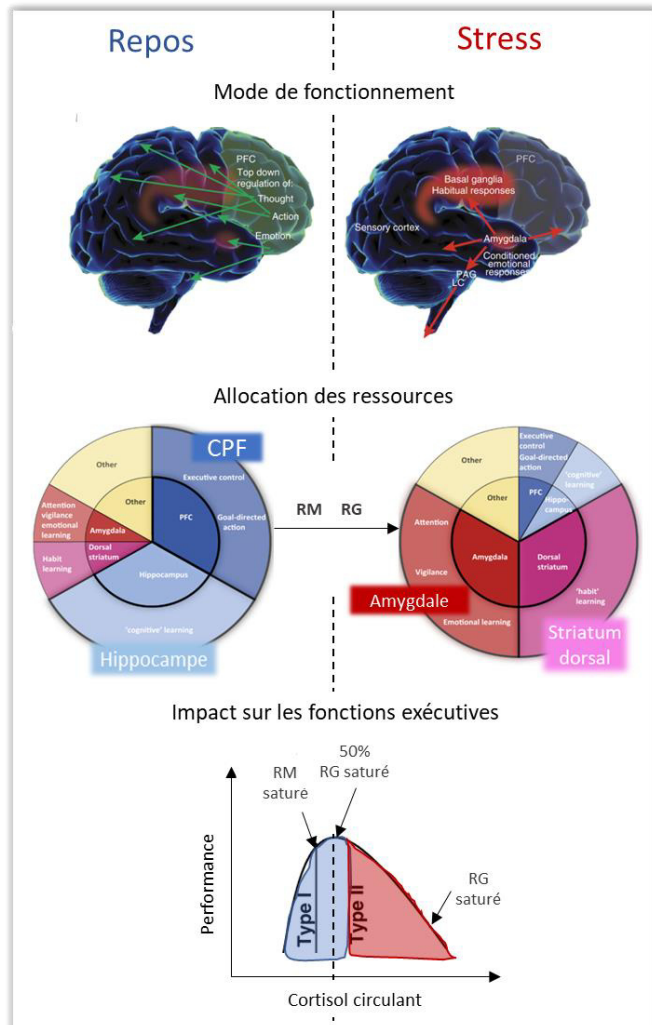 Repos
Stress
Mode de fonctionnement
PFC
Top down
regulation of:
Thought
Action
Emotion
PFC
Basal ganglia
Habitual responses
Sensory cortex
Amygdala
Conditioned
emotional
responses
PAG
LC
Allocation des ressources
CPF
Other
Executive control
Other
Attention
vigilance
emotional
learning
Amygdala
PFC
Goal-directed
action
Habit
learning
Dorsal
striatum
Hippocampus
'cognitive' learning
Hippocampe
RM RG
Executive
control
Goal-directed
action
Other
'cognitive'
learning
Other
PFC
Hippo-
campus
Attention
Amygdala
Dorsal
striatum
Vigilance
Amygdale
'habit'
learning
Emotional learning
Striatum
dorsal
Impact sur les fonctions exécutives
50%
RG saturé
RM
saturé
RG
saturé
Performance
Type I
Type II
Cortisol circulant